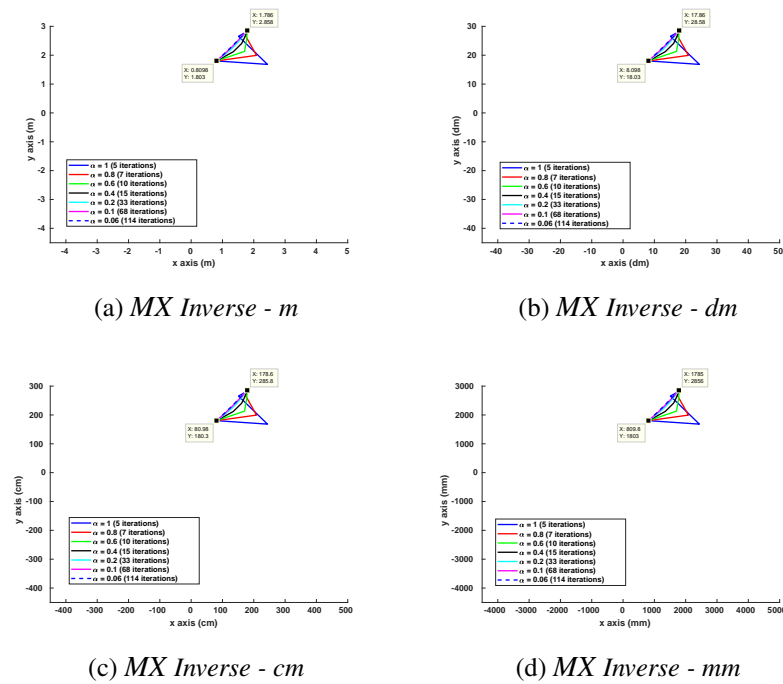 X: 1.786
Y: 2.858
X: 0.8098
Y: 1.803
3
2
1
0
-1
-2
-3
-4
y axis (m)
α = 1 (5 iterations)
α = 0.8 (7 iterations)
α = 0.6 (10 iterations)
α = 0.4 (15 iterations)
α = 0.2 (33 iterations)
α = 0.1 (68 iterations)
α = 0.06 (114 iterations)
-4 -3 -2 -1 0 1 2 3 4 5
x axis (m)
(a) MX Inverse - m
X: 17.86
Y: 28.58
X: 8.098
Y: 18.03
30
20
10
0
-10
-20
-30
-40
y axis (dm)
α = 1 (5 iterations)
α = 0.8 (7 iterations)
α = 0.6 (10 iterations)
α = 0.4 (15 iterations)
α = 0.2 (33 iterations)
α = 0.1 (68 iterations)
α = 0.06 (114 iterations)
-40 -30 -20 -10 0 10 20 30 40 50
x axis (dm)
(b) MX Inverse - dm
X: 178.6
Y: 285.8
X: 80.98
Y: 180.3
300
200
100
0
-100
-200
-300
-400
y axis (cm)
α = 1 (5 iterations)
α = 0.8 (7 iterations)
α = 0.6 (10 iterations)
α = 0.4 (15 iterations)
α = 0.2 (33 iterations)
α = 0.1 (68 iterations)
α = 0.06 (114 iterations)
-400 -300 -200 -100 0 100 200 300 400 500
x axis (cm)
(c) MX Inverse - cm
X: 1785
Y: 2856
X: 809.8
Y: 1803
3000
2000
1000
0
-1000
-2000
-3000
-4000
y axis (mm)
α = 1 (5 iterations)
α = 0.8 (7 iterations)
α = 0.6 (10 iterations)
α = 0.4 (15 iterations)
α = 0.2 (33 iterations)
α = 0.1 (68 iterations)
α = 0.06 (114 iterations)
-4000 -3000 -2000 -1000 0 1000 2000 3000 4000 500
x axis (mm)
(d) MX Inverse - mm